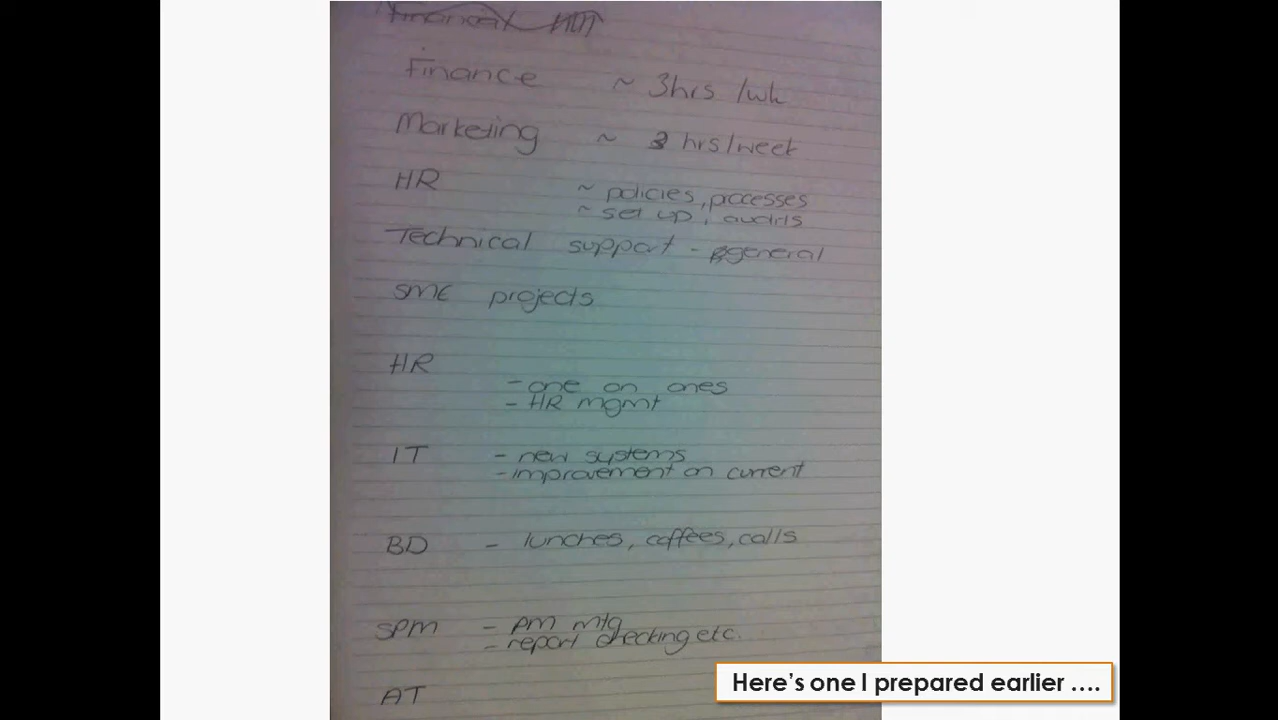 Finance ~ 3hrs /wk
Marketing ~ 3 hrs/week
HR ~ policies, processes
~ set up, audits
Technical support - general
SME projects
HR
- one on ones
- HR mgmt
IT - new systems
- improvement on current
BD - lunches, coffees, calls
SPM - PM mtg
- report checking etc.
AT
Here's one I prepared earlier ....